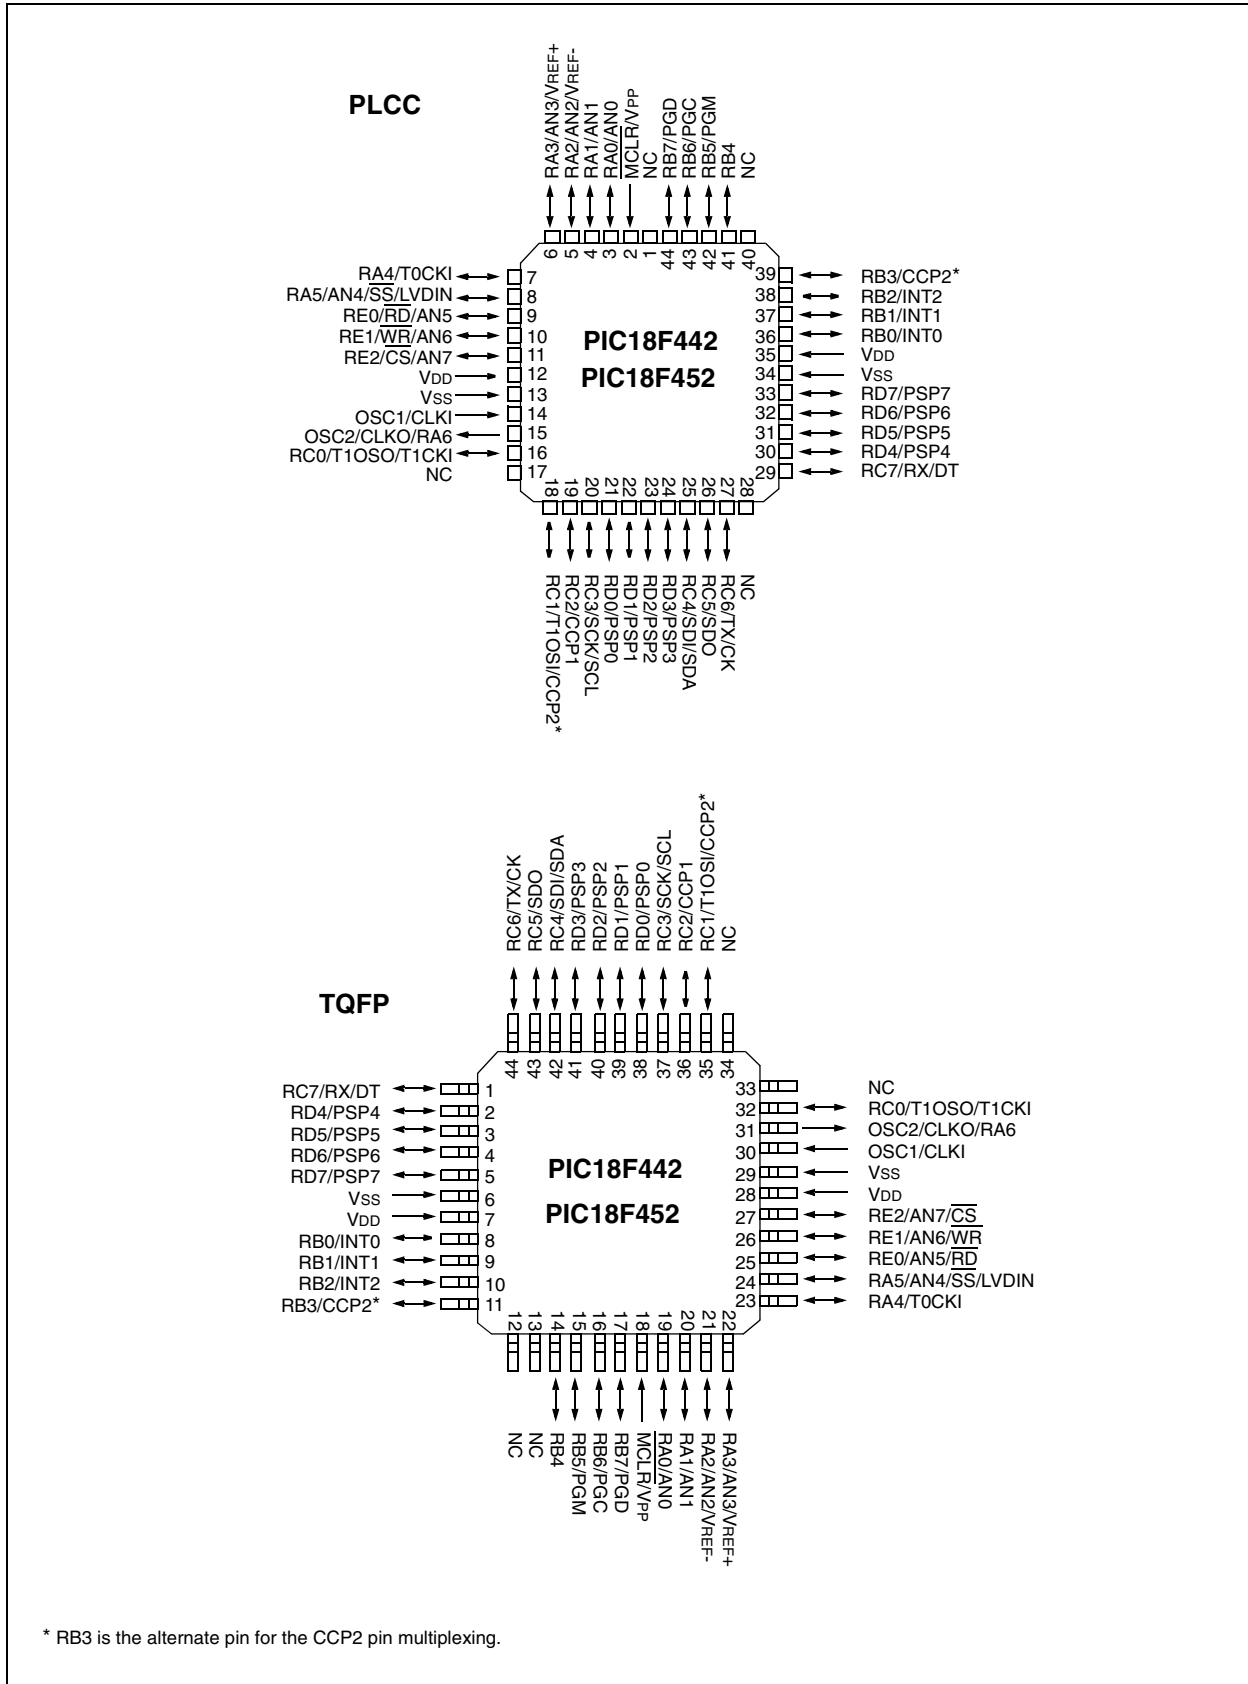 PLCC
RA3/AN3/VREF+
RA2/AN2/VREF-
RA1/AN1
RA0/AN0
MCLR/VPP
NC
RB7/PGD
RB6/PGC
RB5/PGM
RB4
NC
6
5
4
3
2
1
44
43
42
41
40
RA4/T0CKI 7
RA5/AN4/SS/LVDIN 8
RE0/RD/AN5 9
RE1/WR/AN6 10
RE2/CS/AN7 11
VDD 12
VSS 13
OSC1/CLKI 14
OSC2/CLKO/RA6 15
RC0/T1OSO/T1CKI 16
NC 17
PIC18F442
PIC18F452
39 RB3/CCP2*
38 RB2/INT2
37 RB1/INT1
36 RB0/INT0
35 VDD
34 VSS
33 RD7/PSP7
32 RD6/PSP6
31 RD5/PSP5
30 RD4/PSP4
29 RC7/RX/DT
18
19
20
21
22
23
24
25
26
27
28
RC1/T1OSI/CCP2*
RC2/CCP1
RC3/SCK/SCL
RD0/PSP0
RD1/PSP1
RD2/PSP2
RD3/PSP3
RC4/SDI/SDA
RC5/SDO
RC6/TX/CK
NC
TQFP
RC6/TX/CK
RC5/SDO
RC4/SDI/SDA
RD3/PSP3
RD2/PSP2
RD1/PSP1
RD0/PSP0
RC3/SCK/SCL
RC2/CCP1
RC1/T1OSI/CCP2*
NC
44
43
42
41
40
39
38
37
36
35
34
RC7/RX/DT 1
RD4/PSP4 2
RD5/PSP5 3
RD6/PSP6 4
RD7/PSP7 5
VSS 6
VDD 7
RB0/INT0 8
RB1/INT1 9
RB2/INT2 10
RB3/CCP2* 11
PIC18F442
PIC18F452
33 NC
32 RC0/T1OSO/T1CKI
31 OSC2/CLKO/RA6
30 OSC1/CLKI
29 VSS
28 VDD
27 RE2/AN7/CS
26 RE1/AN6/WR
25 RE0/AN5/RD
24 RA5/AN4/SS/LVDIN
23 RA4/T0CKI
12
13
14
15
16
17
18
19
20
21
22
NC
NC
RB4
RB5/PGM
RB6/PGC
RB7/PGD
MCLR/VPP
RA0/AN0
RA1/AN1
RA2/AN2/VREF-
RA3/AN3/VREF+
* RB3 is the alternate pin for the CCP2 pin multiplexing.